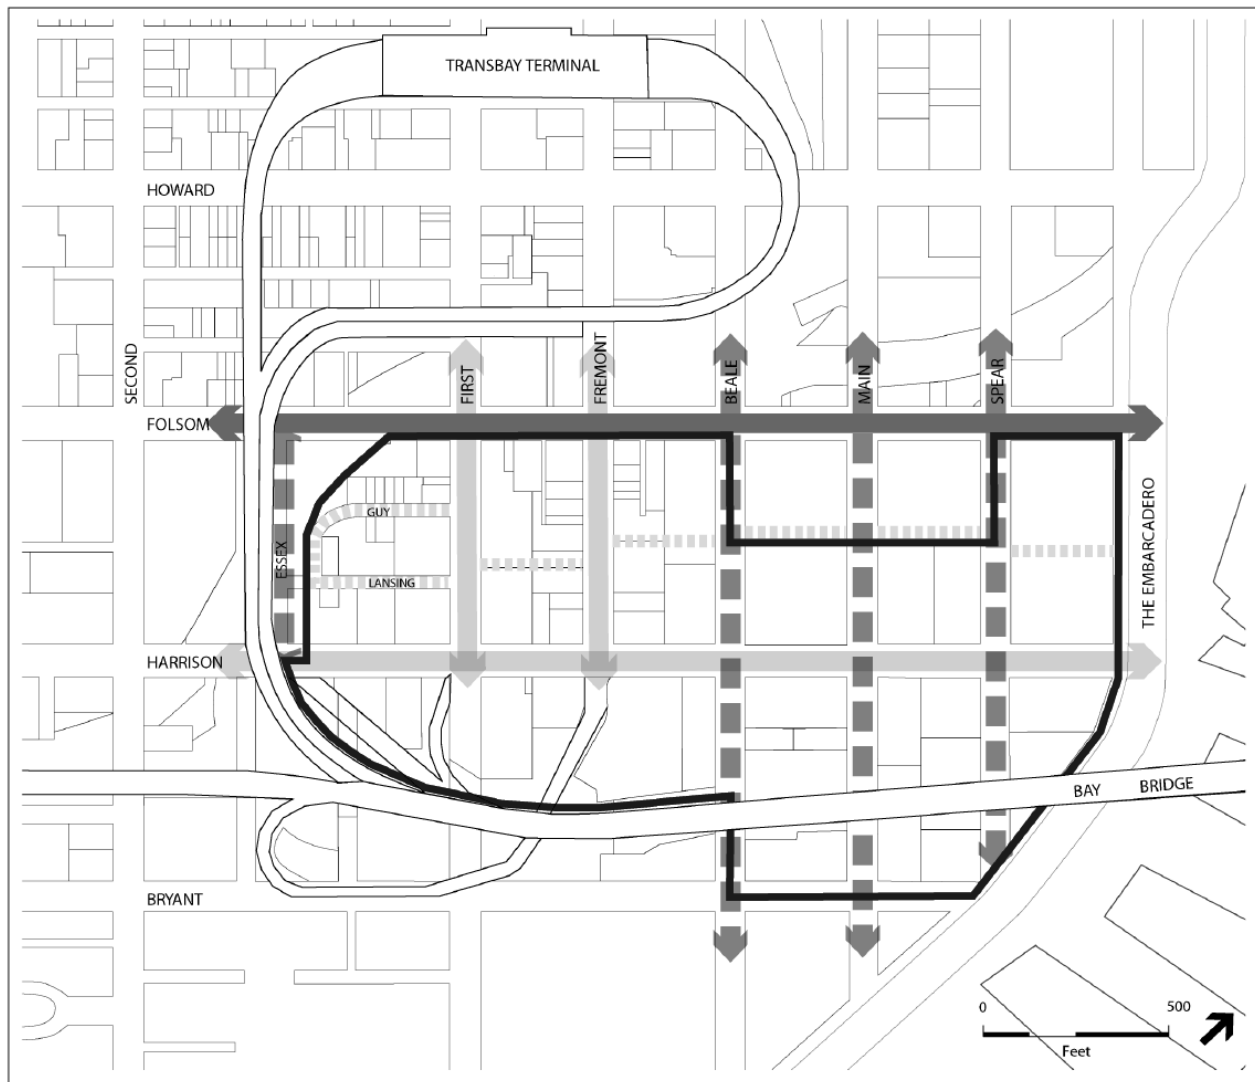 TRANSBAY TERMINAL
HOWARD
SECOND
FIRST
FREMONT
BEALE
MAIN
SPEAR
FOLSOM
GUY
ESSEX
LANSING
THE EMBARCADERO
HARRISON
BAY BRIDGE
BRYANT
0 500
Feet